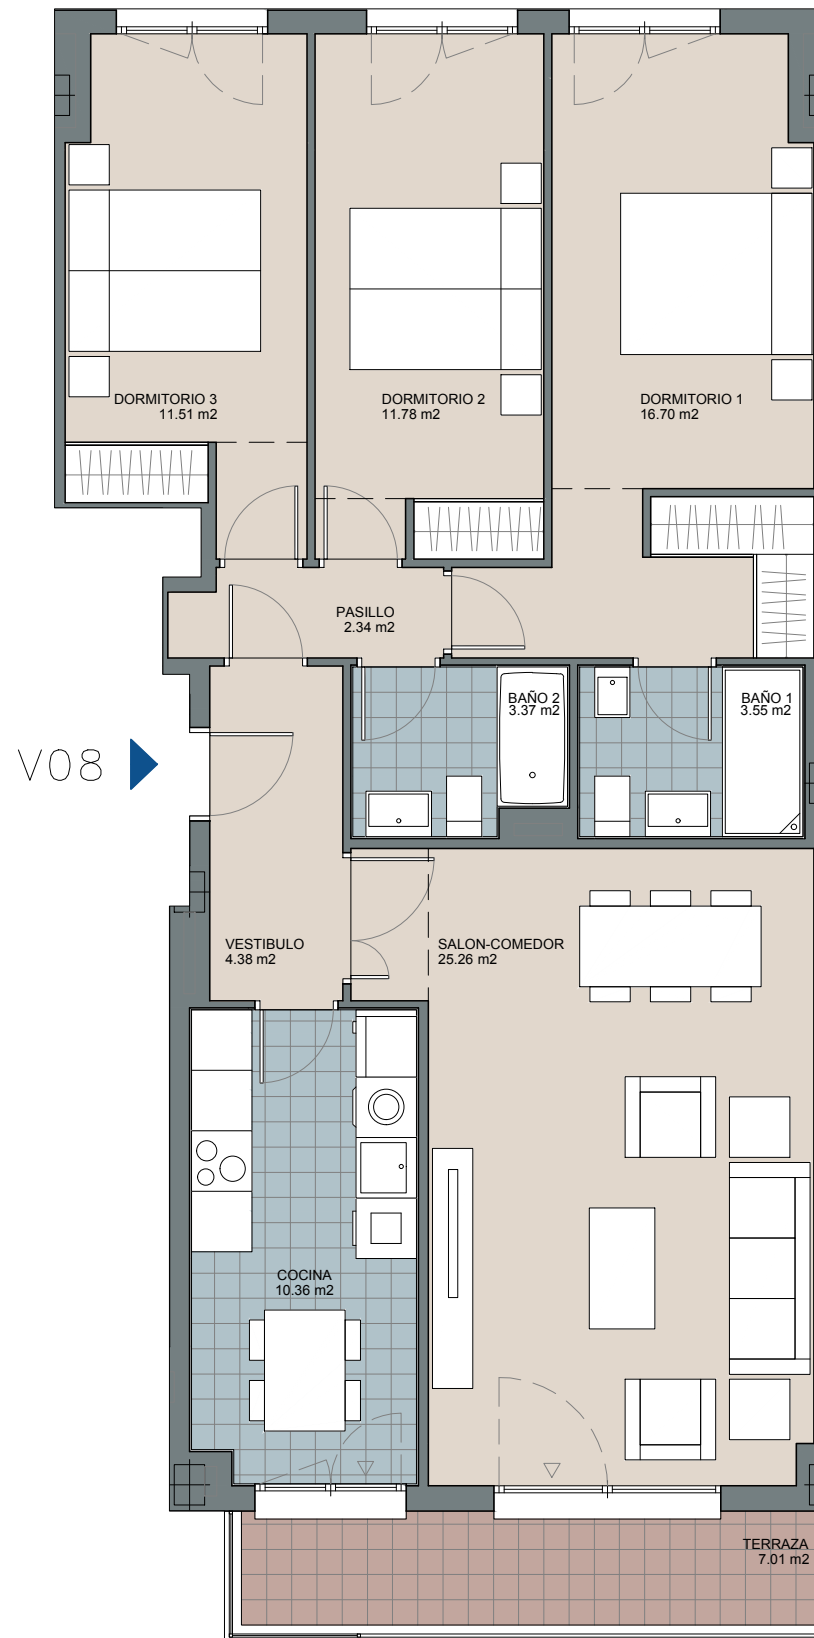 DORMITORIO 3
11.51 m2
DORMITORIO 2
11.78 m2
DORMITORIO 1
16.70 m2
PASILLO
2.34 m2
BAÑO 2
3.37 m2
BAÑO 1
3.55 m2
V08
VESTIBULO
4.38 m2
SALON-COMEDOR
25.26 m2
COCINA
10.36 m2
TERRAZA
7.01 m2